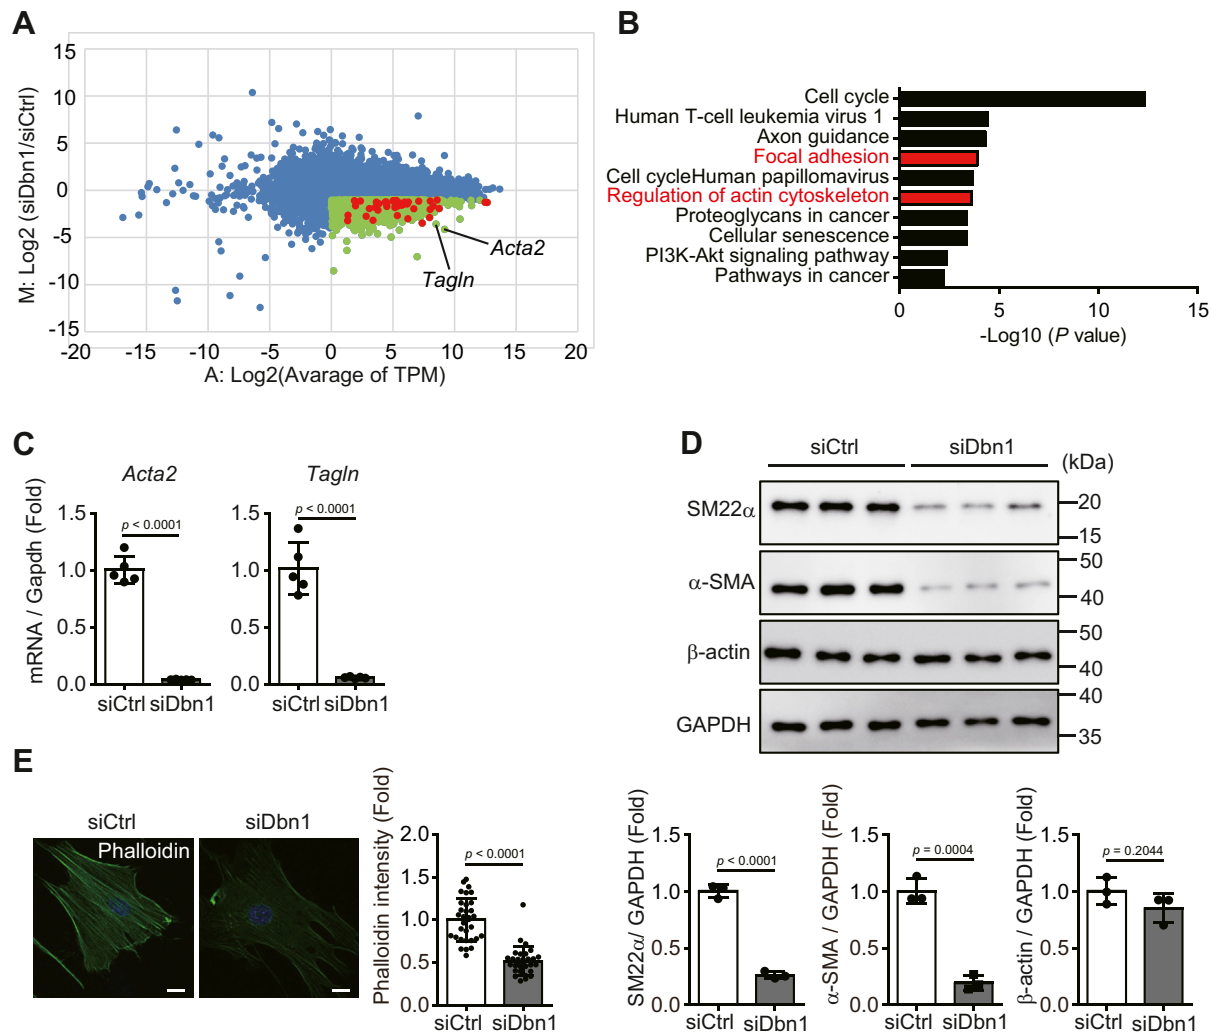 A
15
10
5
0
-5
-10
-15
-20 -15 -10 -5 0 5 10 15 20
M: Log2 (siDbn1/siCtrl)
A: Log2(Avarage of TPM)
Acta2
Tagln
B
Cell cycle
Human T-cell leukemia virus 1
Axon guidance
Focal adhesion
Cell cycleHuman papillomavirus
Regulation of actin cytoskeleton
Proteoglycans in cancer
Cellular senescence
PI3K-Akt signaling pathway
Pathways in cancer
0 5 10 15
-Log10 (P value)
C
mRNA / Gapdh (Fold)
Acta2
1.5
1.0
0.5
0.0
p < 0.0001
siCtrl siDbn1
Tagln
1.5
1.0
0.5
0.0
p < 0.0001
siCtrl siDbn1
D
siCtrl siDbn1 (kDa)
SM22α
20
15
α-SMA
50
40
β-actin
50
40
GAPDH
40
35
SM22α/ GAPDH (Fold)
1.5
1.0
0.5
0.0
p < 0.0001
siCtrl siDbn1
α-SMA / GAPDH (Fold)
1.5
1.0
0.5
0.0
p = 0.0004
siCtrl siDbn1
β-actin / GAPDH (Fold)
1.5
1.0
0.5
0.0
p = 0.2044
siCtrl siDbn1
E
siCtrl siDbn1
Phalloidin
Phalloidin intensity (Fold)
2.0
1.5
1.0
0.5
0.0
p < 0.0001
siCtrl siDbn1